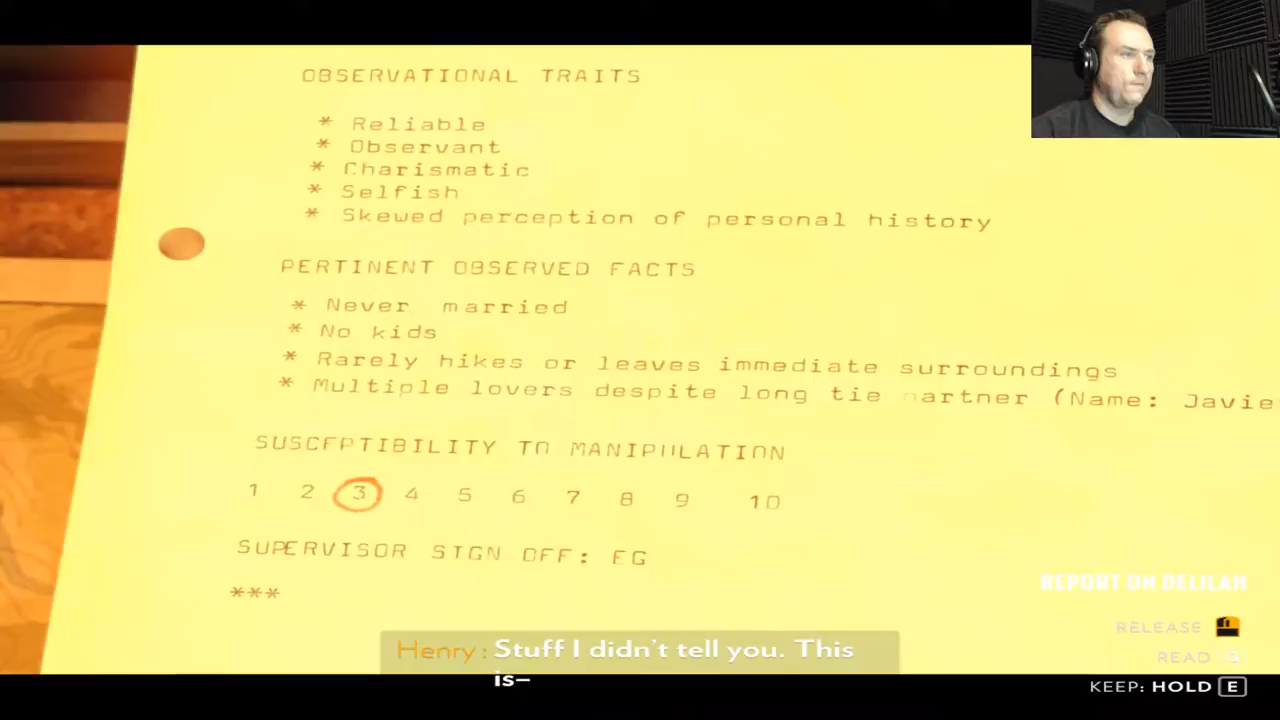 OBSERVATIONAL TRAITS
* Reliable
* Observant
* Charismatic
* Selfish
* Skewed perception of personal history
PERTINENT OBSERVED FACTS
* Never married
* No kids
* Rarely hikes or leaves immediate surroundings
* Multiple lovers despite long tie partner (Name: Javie
SUSCEPTIBILITY TO MANIPULATION
1 2 3 4 5 6 7 8 9 10
SUPERVISOR SIGN OFF: EG
***
REPORT ON DELILAH
RELEASE
READ
KEEP: HOLD E
Henry: Stuff I didn't tell you. This
is–